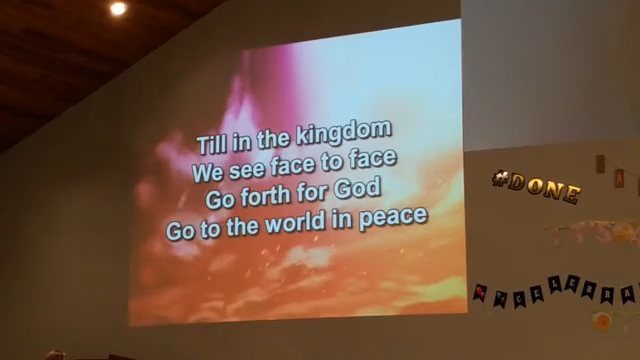 Till in the kingdom
We see face to face
Go forth for God
Go to the world in peace
#DONE